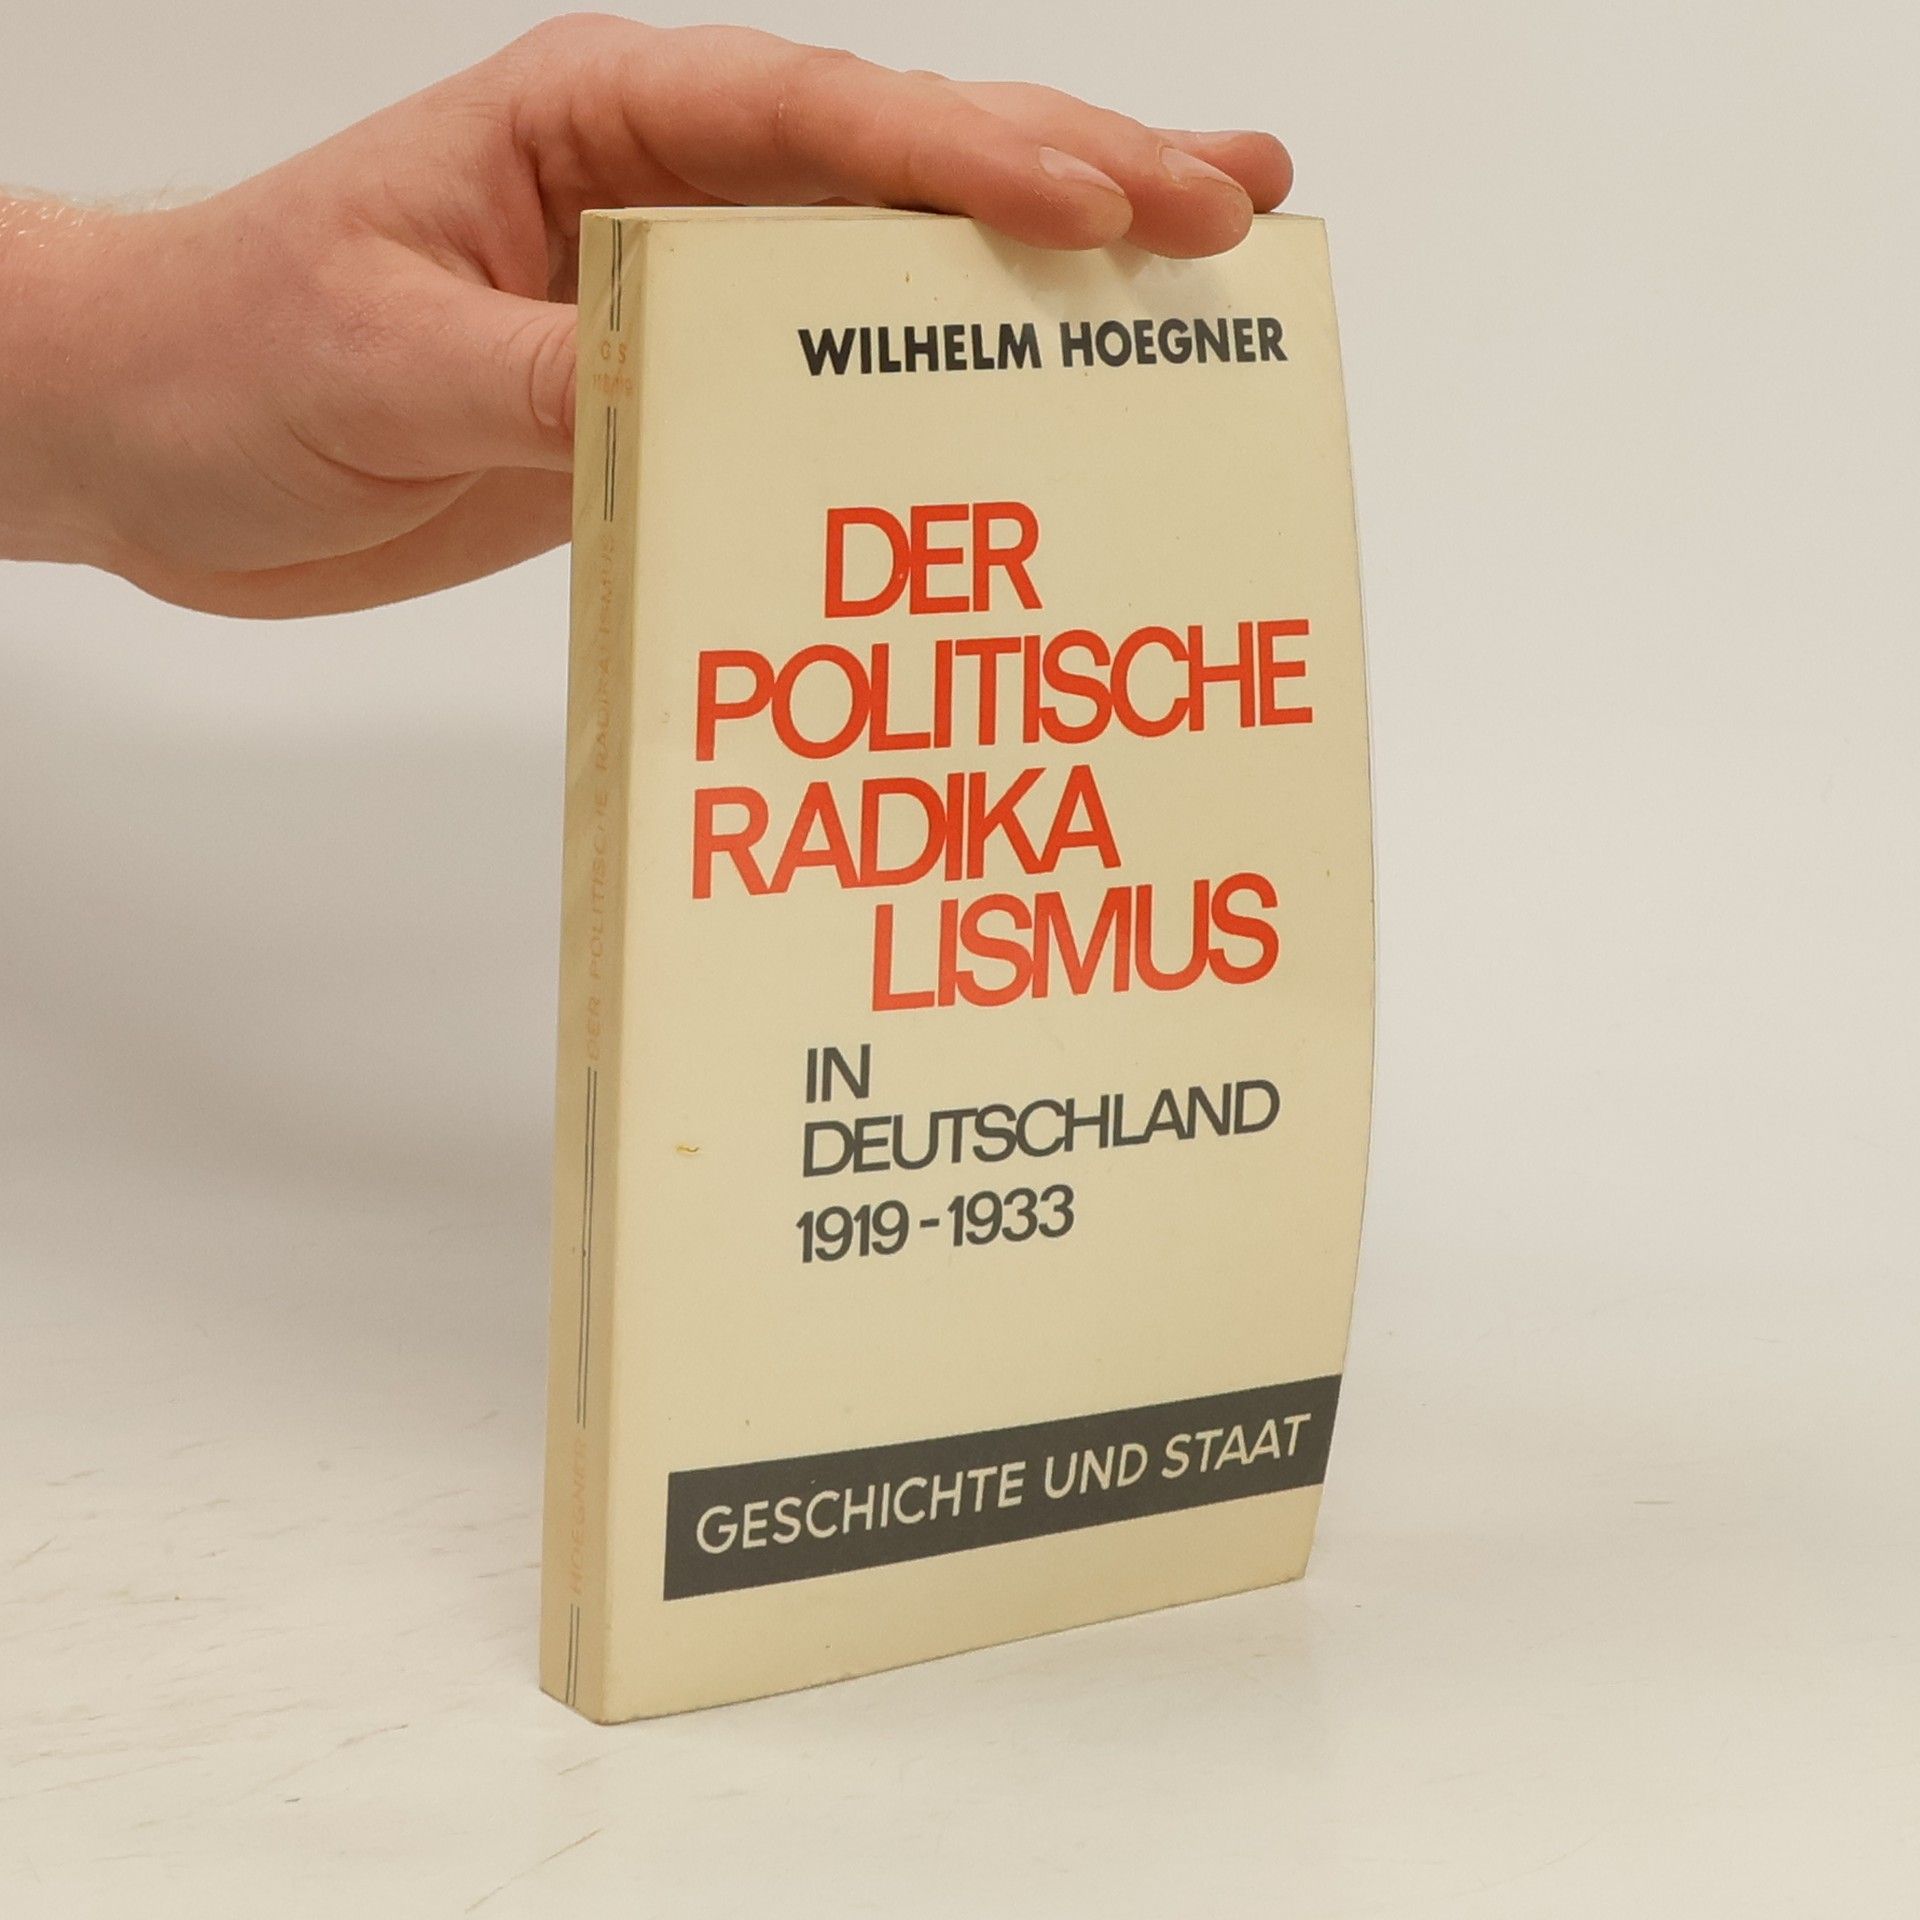 WILHELM HOEGNER
DER
POLITISCHE
RADIKA
LISMUS
IN
DEUTSCHLAND
1919-1933
GESCHICHTE UND STAAT
G S
HOEGNER DER POLITISCHE RADIKALISMUS